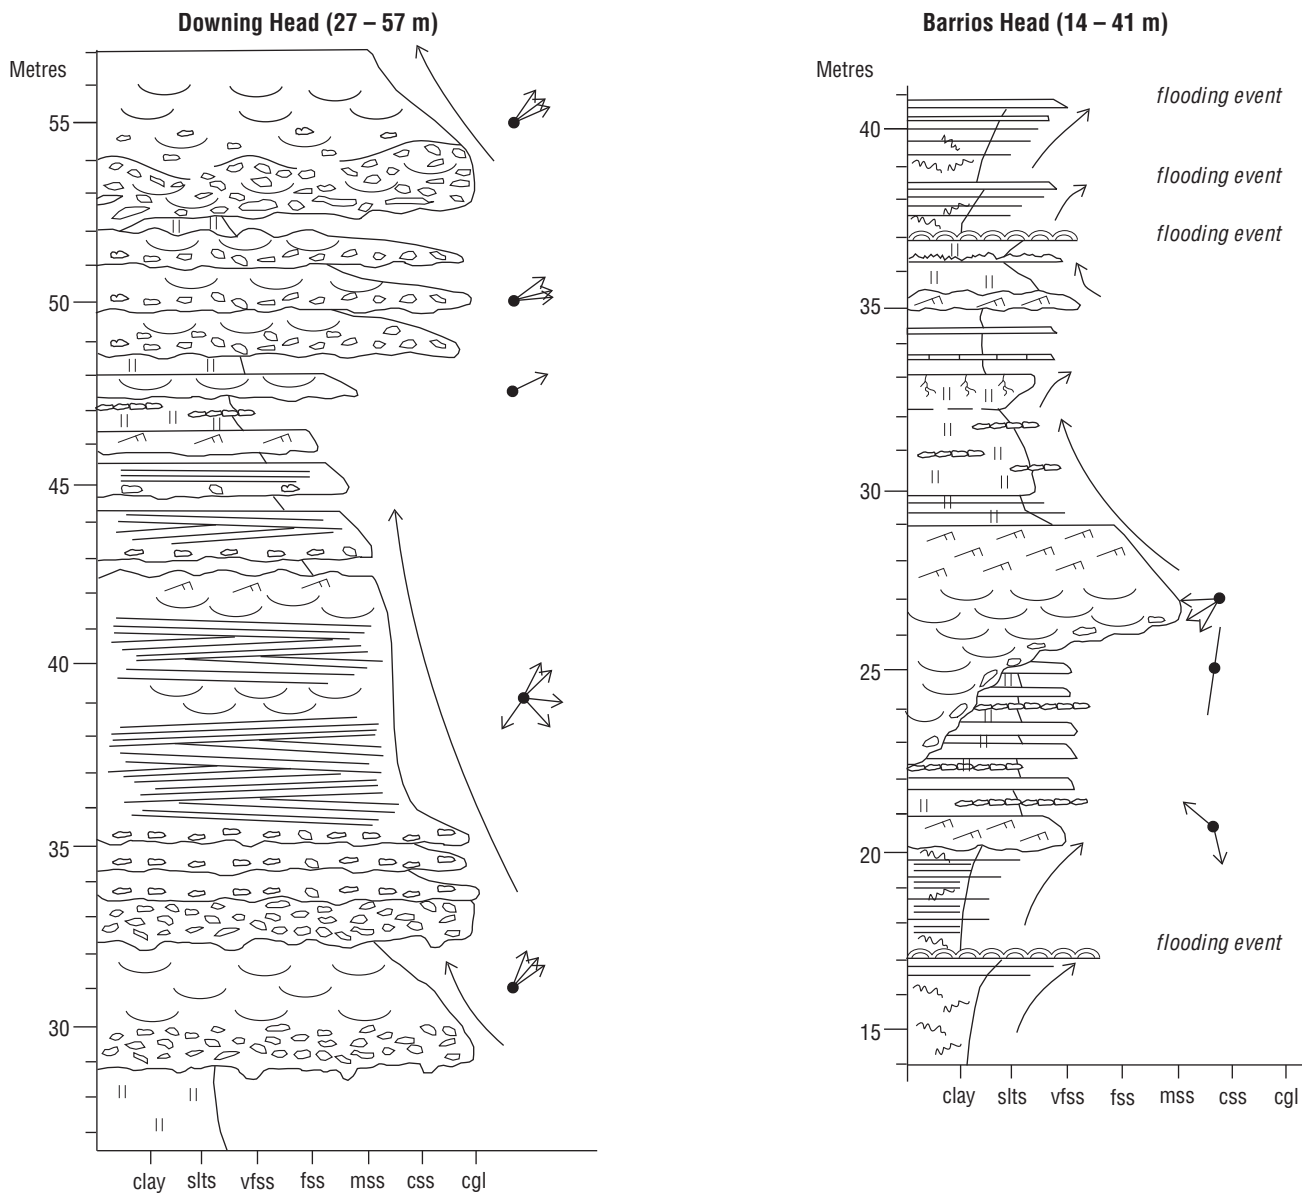 Downing Head (27 – 57 m)
Metres
55
50
45
40
35
30
clay slts vfss fss mss css cgl
Barrios Head (14 – 41 m)
Metres
flooding event
40
flooding event
flooding event
35
30
25
20
flooding event
15
clay slts vfss fss mss css cgl